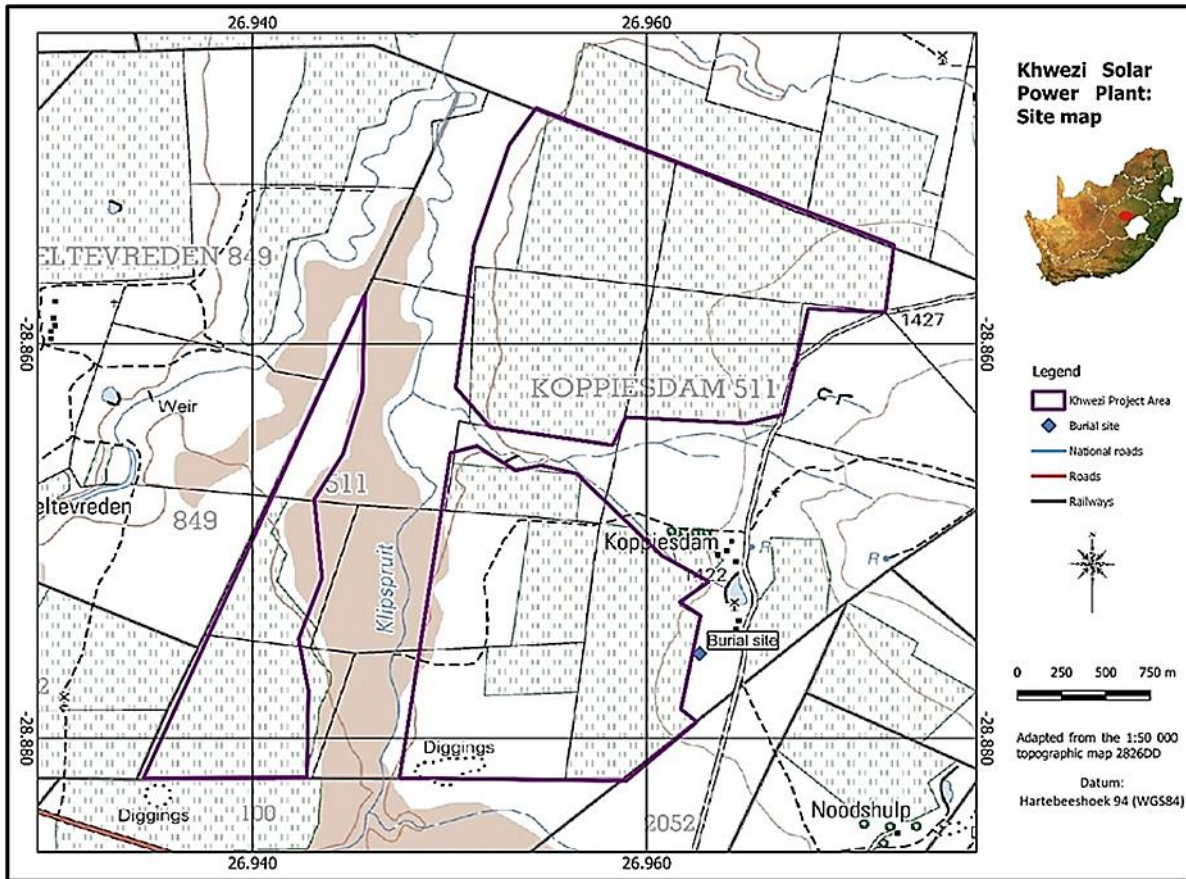 26.940
26.960
Khwezi Solar
Power Plant:
Site map
ELTEVREDEN 849
-28.860
-28.860
1427
KOPPIESDAM 511
Weir
Legend
Khwezi Project Area
Burial site
National roads
Roads
Railways
eltevreden
849
511
Koppiesdam
R
R
1422
Klipspruit
Burial site
2
0 250 500 750 m
-28.880
-28.880
Diggings
Adapted from the 1:50 000
topographic map 2826DD
Datum:
Hartebeeshoek 94 (WGS84)
Diggings
100
2052
Noodshulp
26.940
26.960